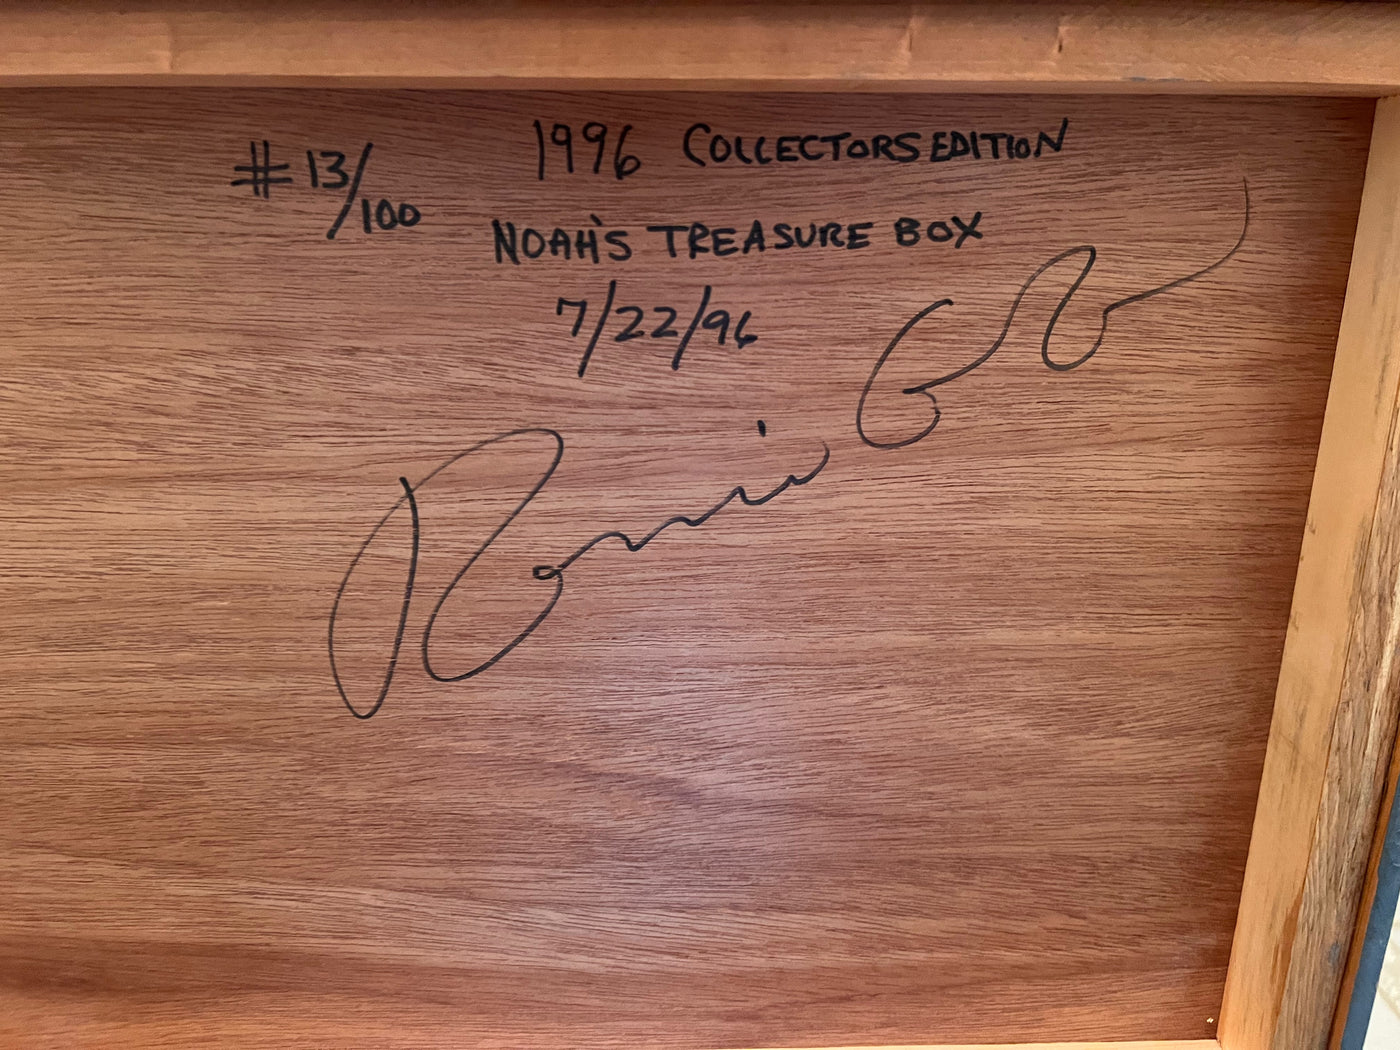 #13/100
1996 COLLECTORS EDITION
NOAH'S TREASURE BOX
7/22/96